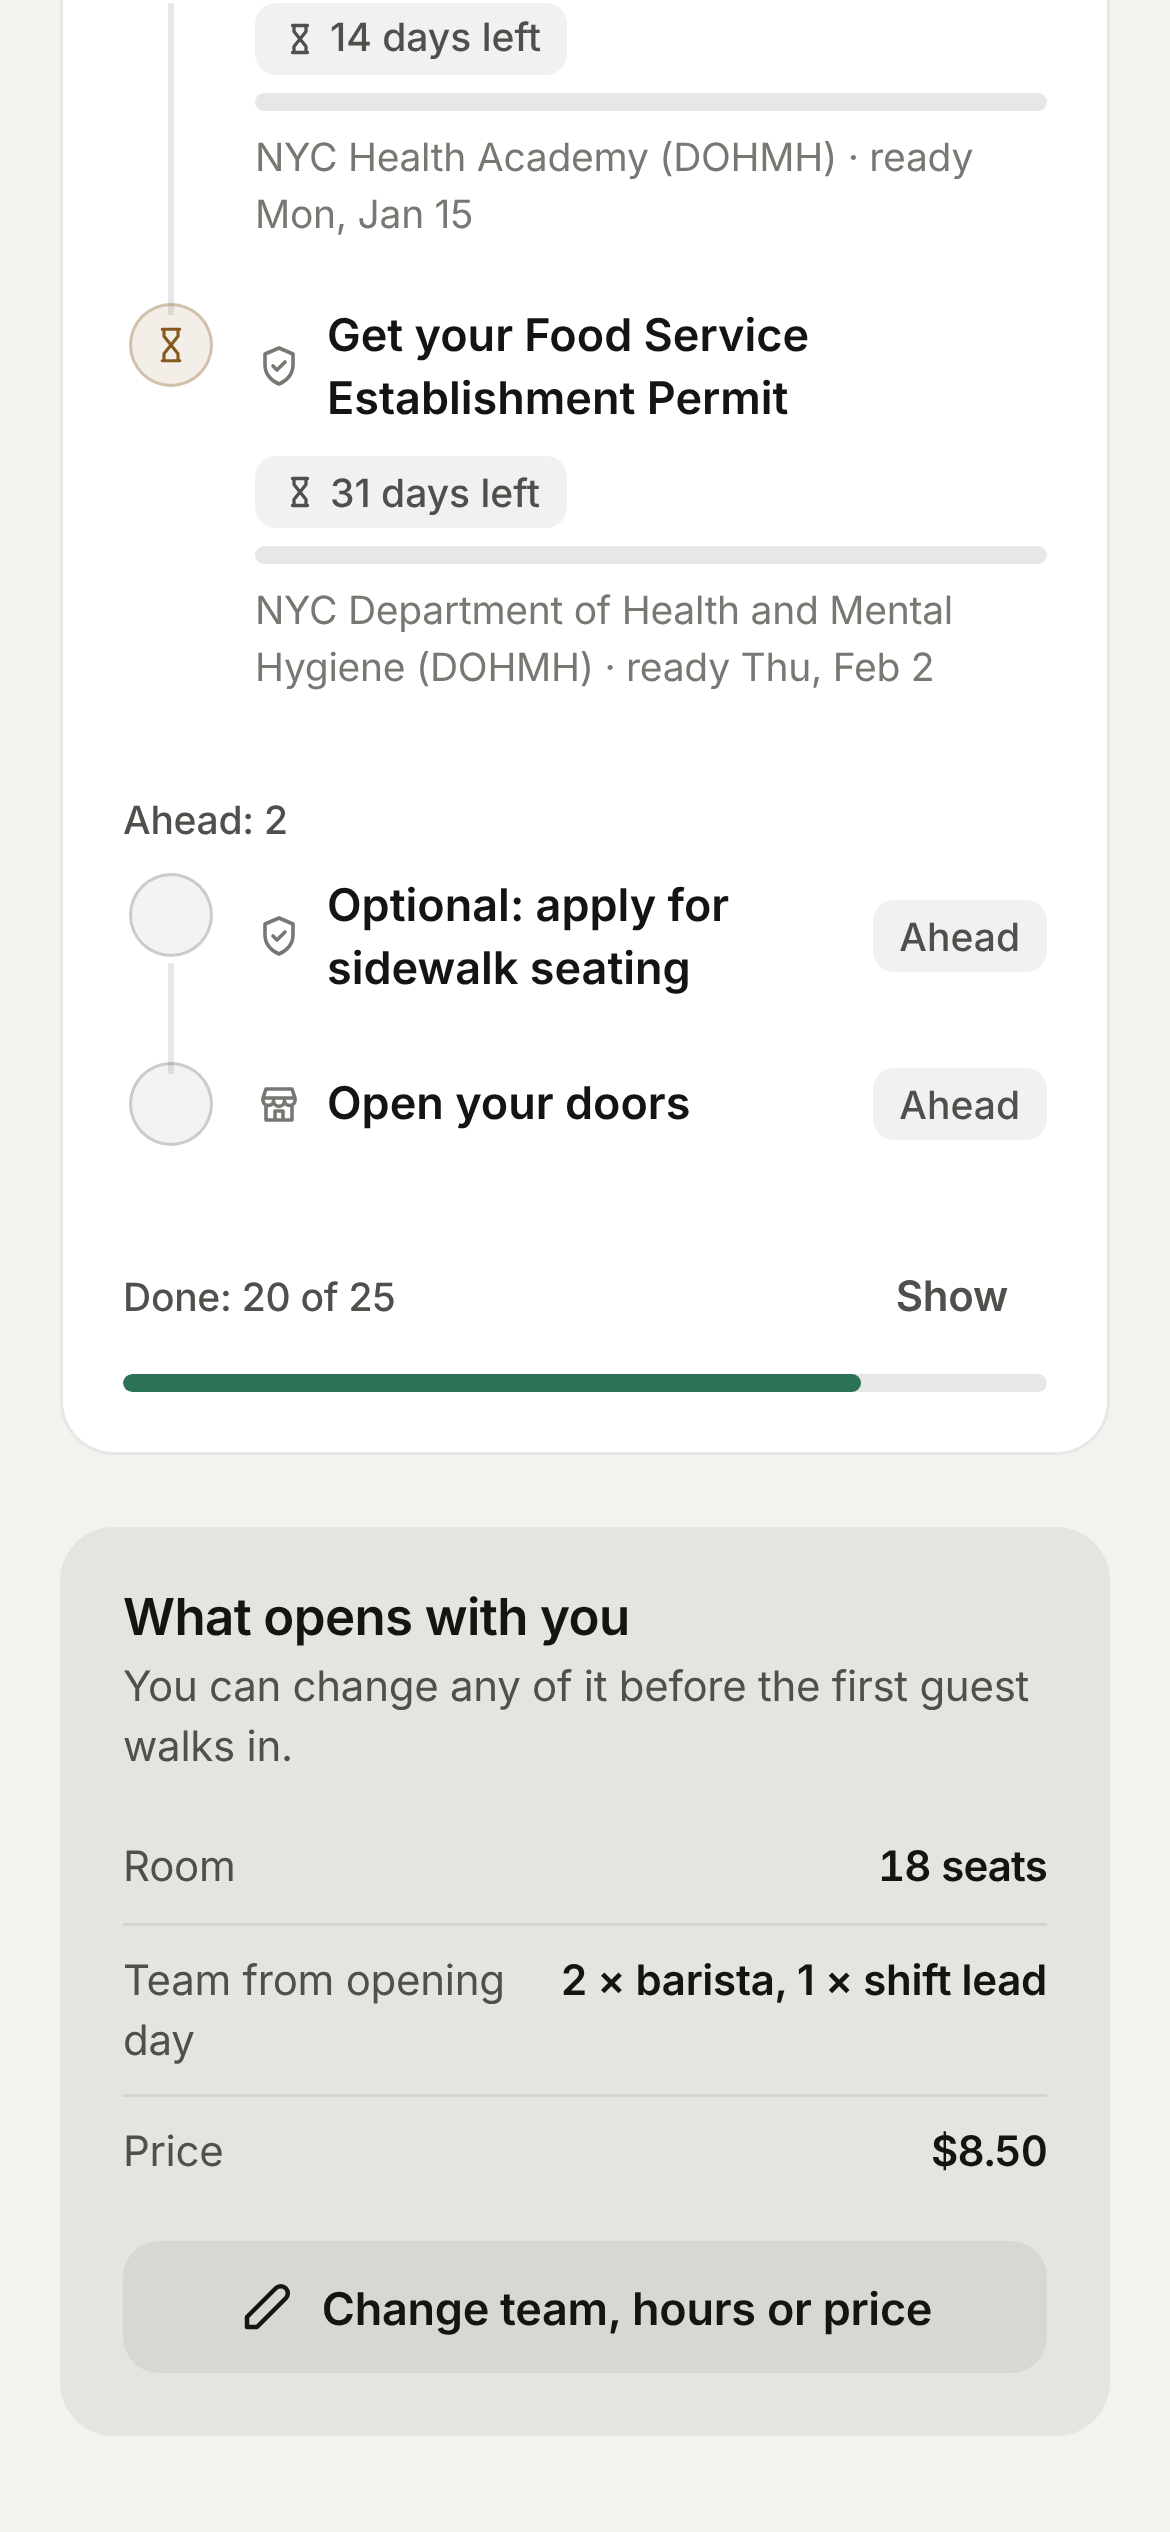 14 days left
NYC Health Academy (DOHMH) · ready
Mon, Jan 15
Get your Food Service
Establishment Permit
31 days left
NYC Department of Health and Mental
Hygiene (DOHMH) · ready Thu, Feb 2
Ahead: 2
Optional: apply for
sidewalk seating
Ahead
Open your doors
Ahead
Done: 20 of 25
Show
What opens with you
You can change any of it before the first guest
walks in.
Room
18 seats
Team from opening
day
2 × barista, 1 × shift lead
Price
$8.50
Change team, hours or price